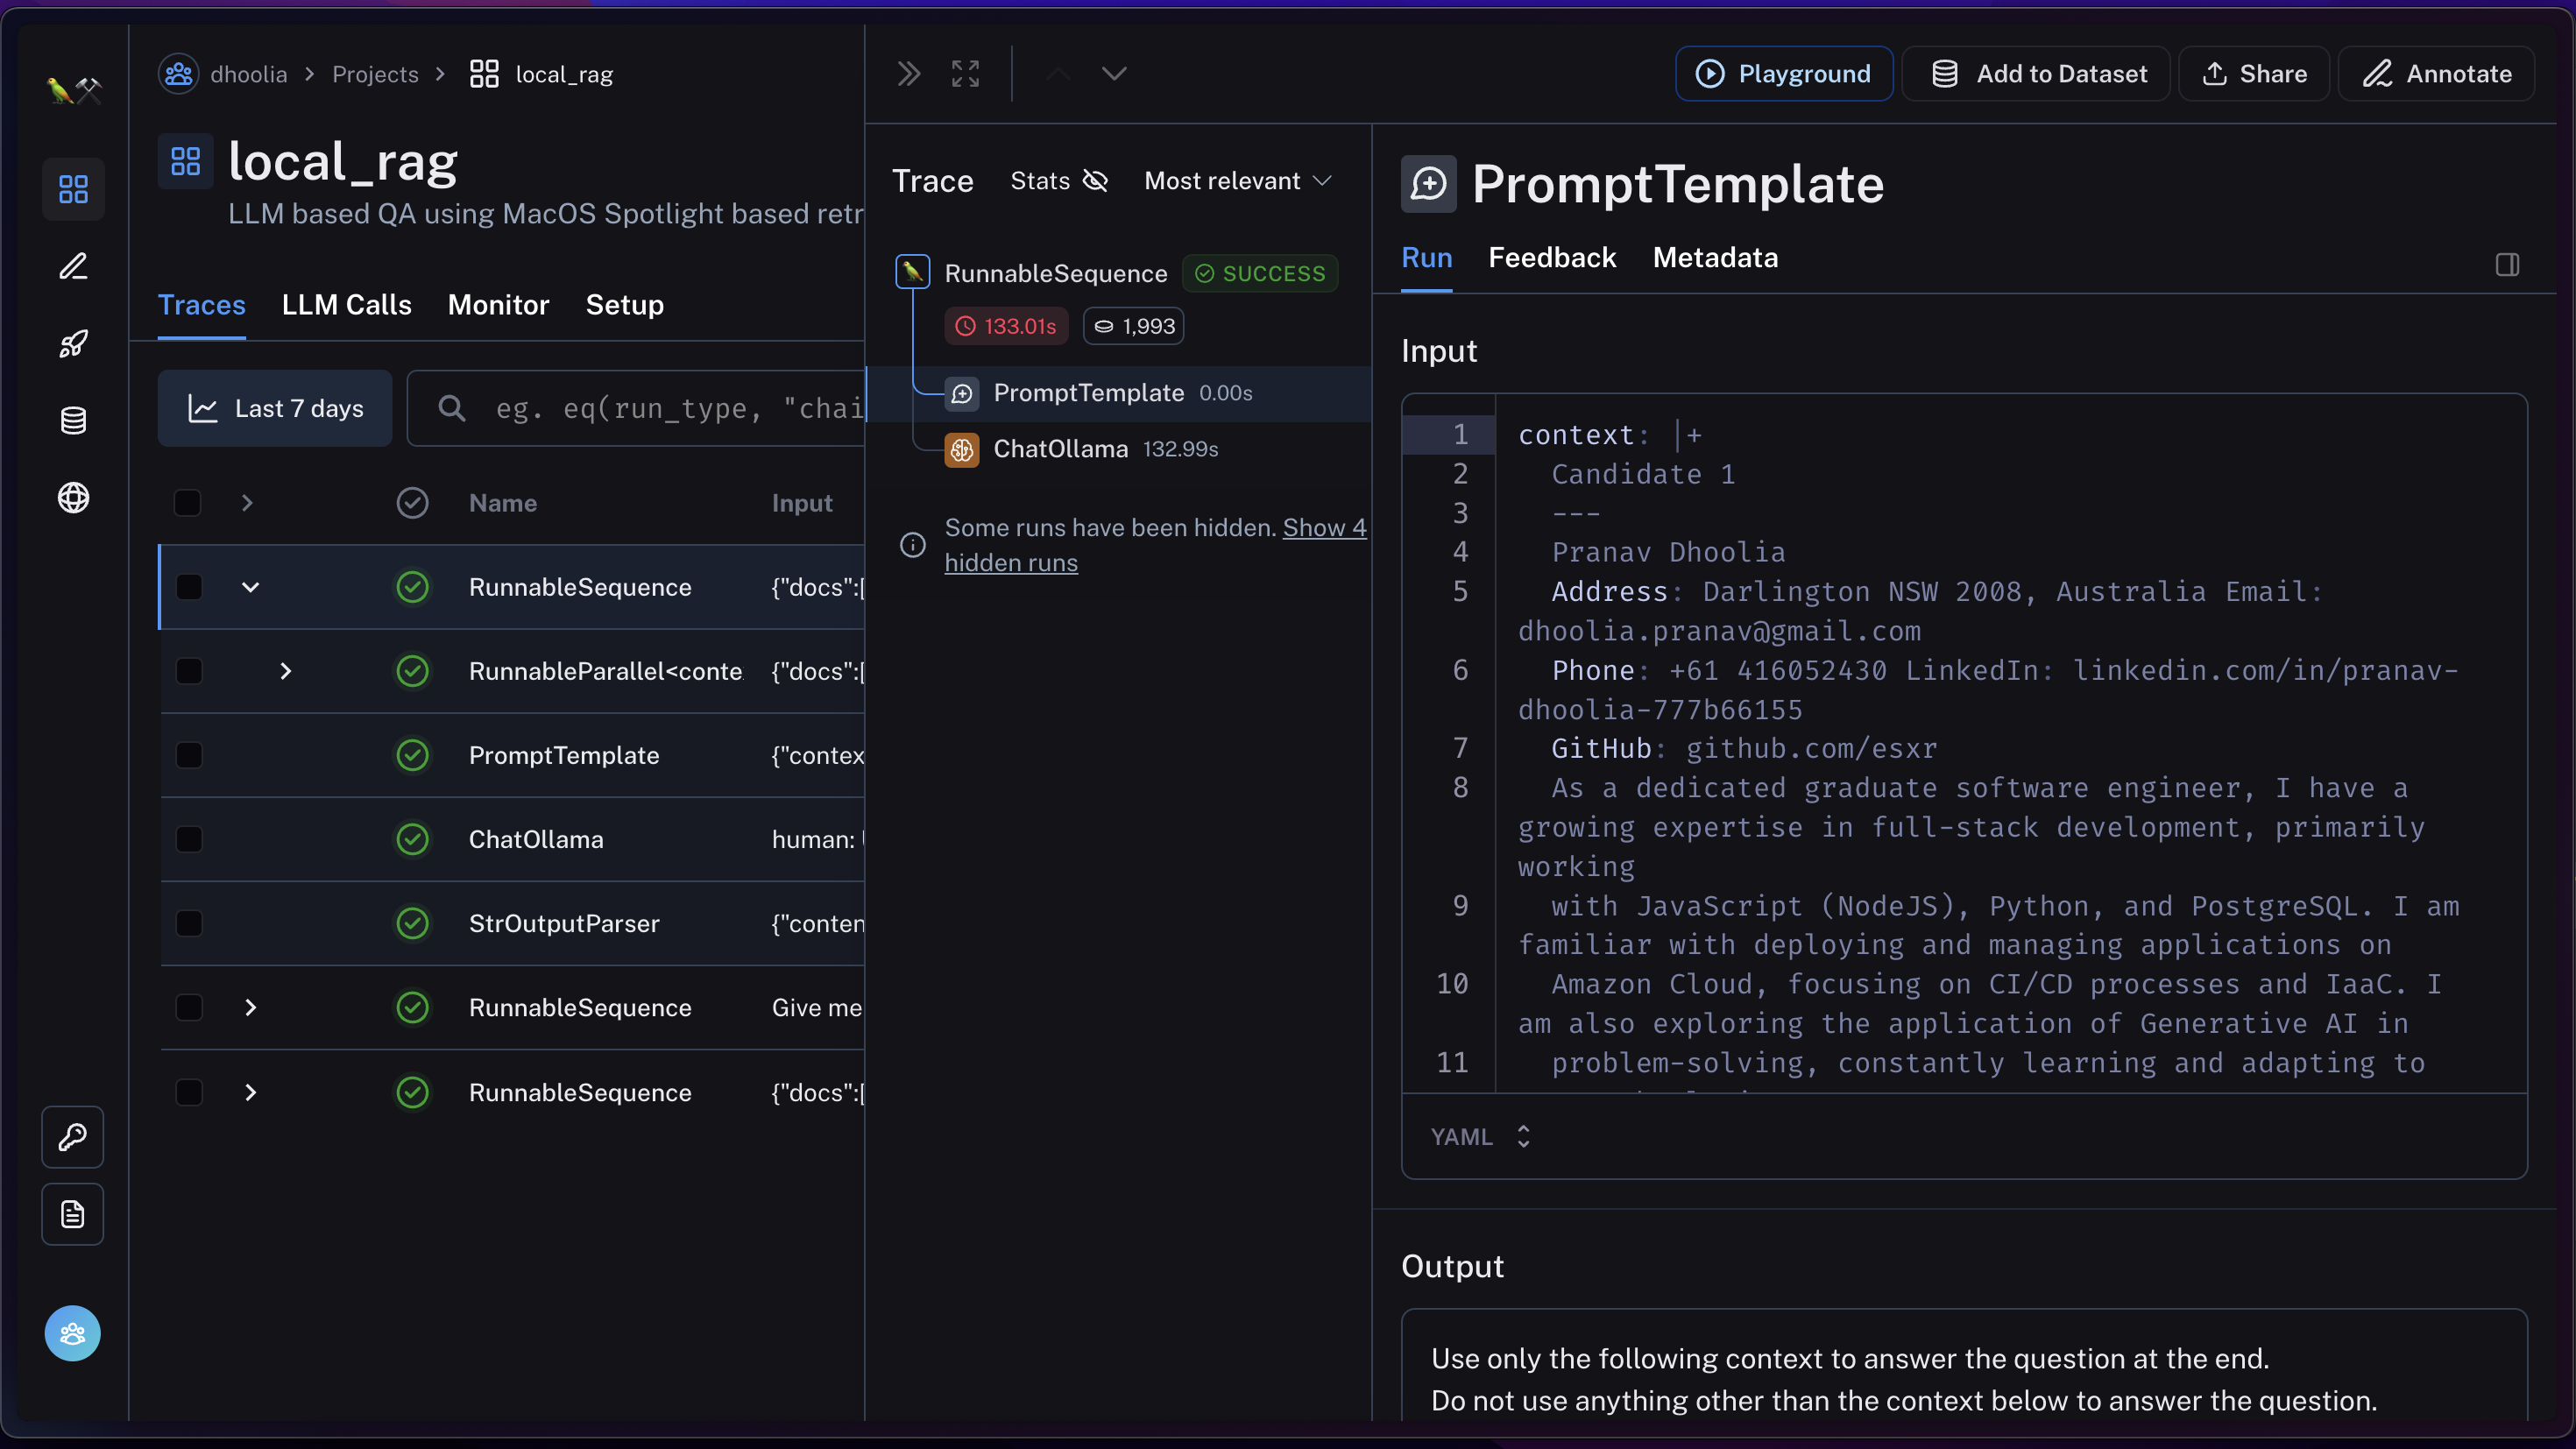 dhoolia > Projects > local_rag
local_rag
LLM based QA using MacOS Spotlight based retr
Traces LLM Calls Monitor Setup
Last 7 days
eg. eq(run_type, "chai
Name Input
RunnableSequence {"docs":[
RunnableParallel<conte {"docs":[
PromptTemplate {"contex
ChatOllama human:
StrOutputParser {"conten
RunnableSequence Give me
RunnableSequence {"docs":[
Playground Add to Dataset Share Annotate
Trace Stats Most relevant
RunnableSequence SUCCESS
133.01s 1,993
PromptTemplate 0.00s
ChatOllama 132.99s
Some runs have been hidden. Show 4
hidden runs
PromptTemplate
Run Feedback Metadata
Input
1 context: |+
2 Candidate 1
3 ---
4 Pranav Dhoolia
5 Address: Darlington NSW 2008, Australia Email:
dhoolia.pranav@gmail.com
6 Phone: +61 416052430 LinkedIn: linkedin.com/in/pranav-
dhoolia-777b66155
7 GitHub: github.com/esxr
8 As a dedicated graduate software engineer, I have a
growing expertise in full-stack development, primarily
working
9 with JavaScript (NodeJS), Python, and PostgreSQL. I am
familiar with deploying and managing applications on
10 Amazon Cloud, focusing on CI/CD processes and IaaC. I
am also exploring the application of Generative AI in
11 problem-solving, constantly learning and adapting to
YAML
Output
Use only the following context to answer the question at the end.
Do not use anything other than the context below to answer the question.